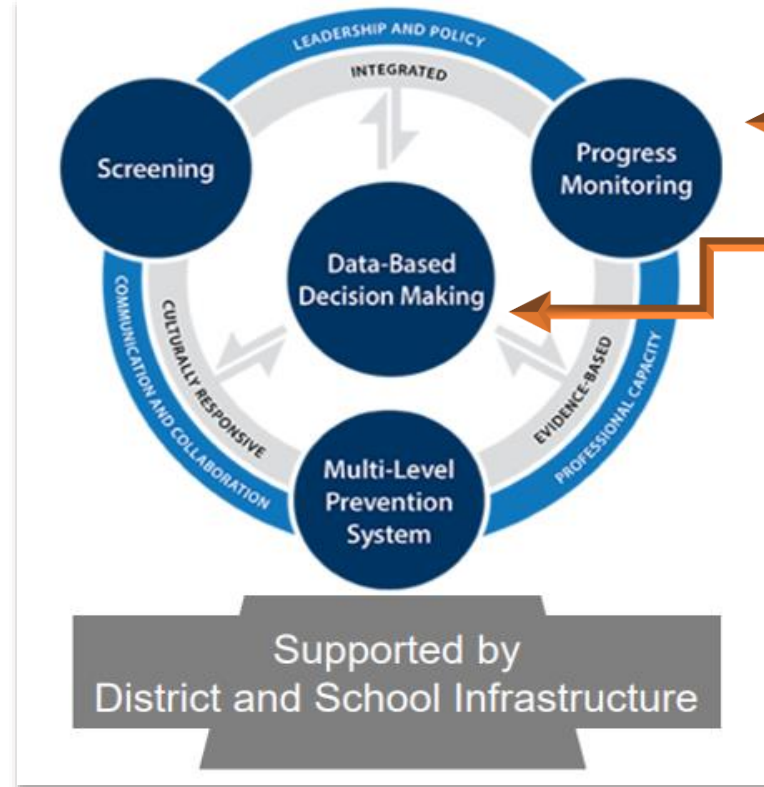 LEADERSHIP AND POLICY
INTEGRATED
Screening
Progress
Monitoring
Data-Based
Decision Making
COMMUNICATION AND COLLABORATION
CULTURALLY RESPONSIVE
EVIDENCE-BASED
PROFESSIONAL CAPACITY
Multi-Level
Prevention
System
Supported by
District and School Infrastructure